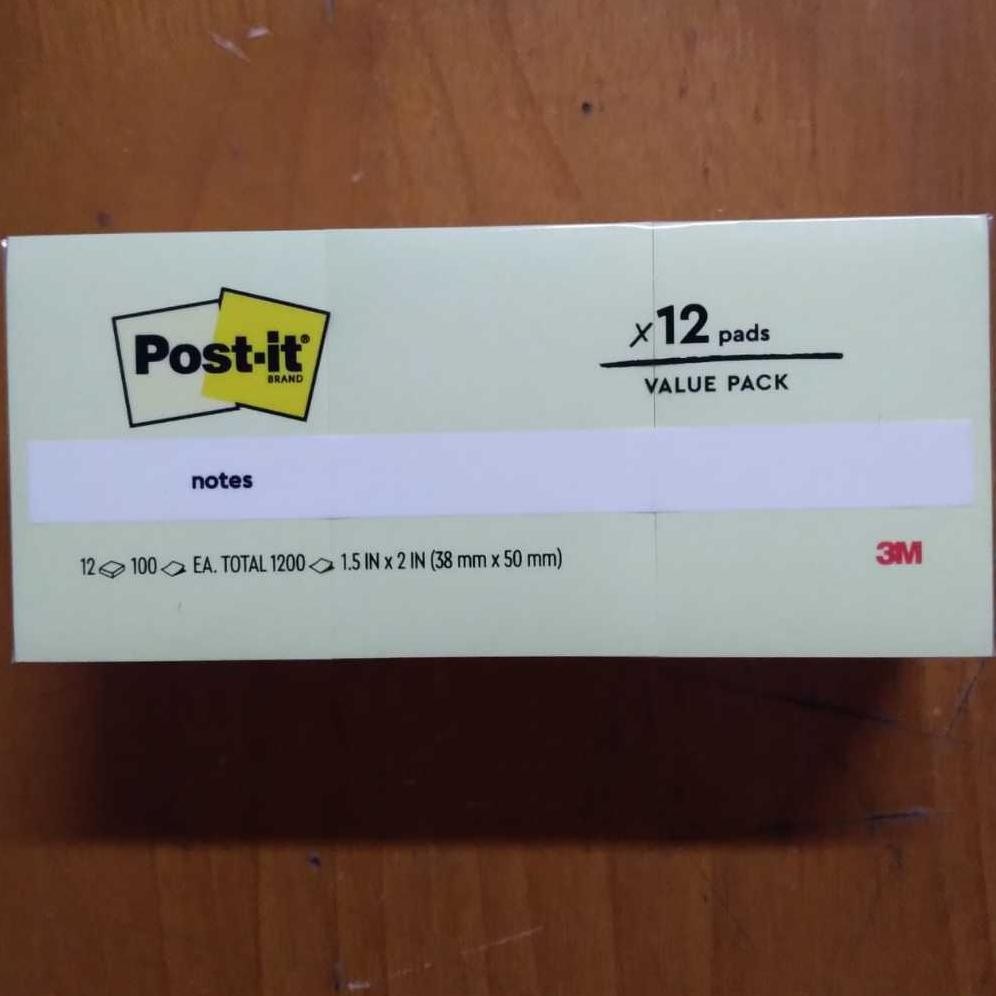 Post-it®
BRAND
x12 pads
VALUE PACK
notes
12 100 EA. TOTAL 1200 1.5 IN x 2 IN (38 mm x 50 mm)
3M